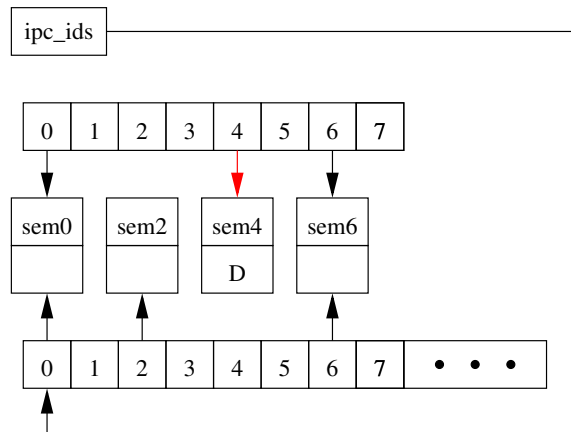 ipc_ids
0 1 2 3 4 5 6 7
sem0 sem2 sem4 sem6
D
0 1 2 3 4 5 6 7 • • •